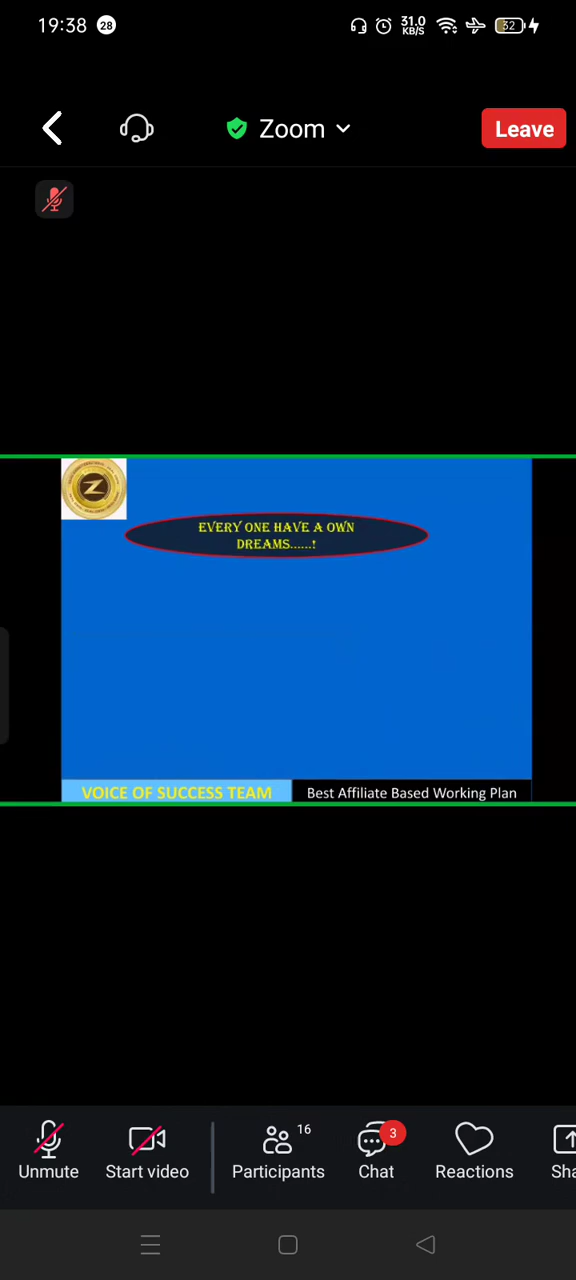 19:38 28 31.0 KB/S 32
Zoom
Leave
Z
EVERY ONE HAVE A OWN
DREAMS......!
VOICE OF SUCCESS TEAM Best Affiliate Based Working Plan
16 3
Unmute Start video Participants Chat Reactions Sha